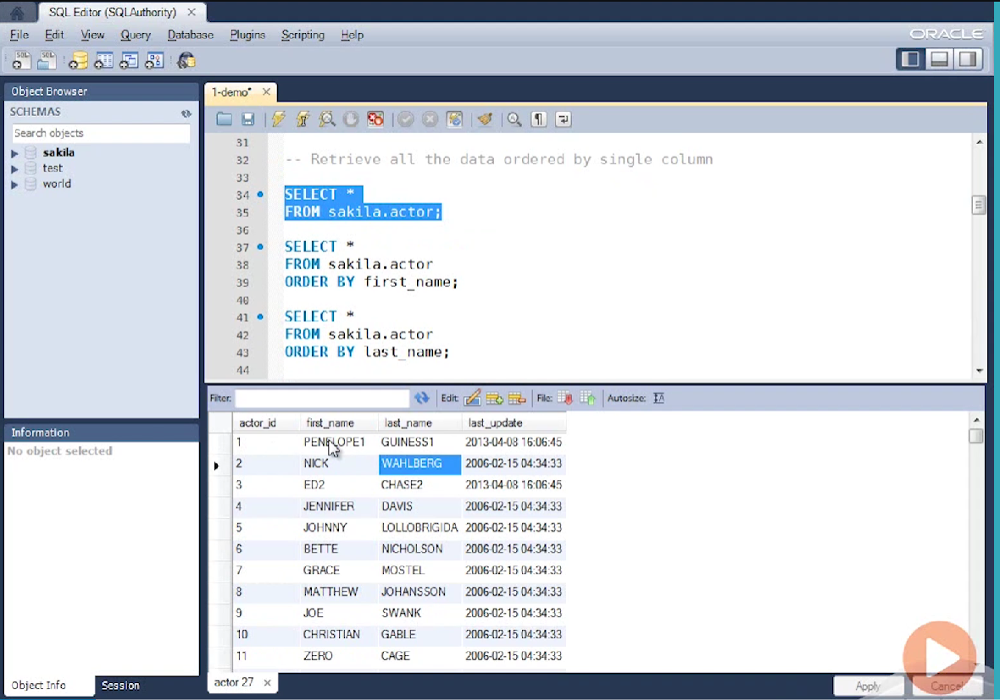 SQL Editor (SQLAuthority) ×
File Edit View Query Database Plugins Scripting Help
ORACLE
SQL SQL
Object Browser
SCHEMAS
Search objects
sakila
test
world
Information
No object selected
Object Info Session
1-demo* ×
31
32 -- Retrieve all the data ordered by single column
33
34 SELECT *
35 FROM sakila.actor;
36
37 SELECT *
38 FROM sakila.actor
39 ORDER BY first_name;
40
41 SELECT *
42 FROM sakila.actor
43 ORDER BY last_name;
44
Filter: Edit: File: Autosize:
actor_id first_name last_name last_update
1 PENELOPE1 GUINESS1 2013-04-08 16:06:45
2 NICK WAHLBERG 2006-02-15 04:34:33
3 ED2 CHASE2 2013-04-08 16:06:45
4 JENNIFER DAVIS 2006-02-15 04:34:33
5 JOHNNY LOLLOBRIGIDA 2006-02-15 04:34:33
6 BETTE NICHOLSON 2006-02-15 04:34:33
7 GRACE MOSTEL 2006-02-15 04:34:33
8 MATTHEW JOHANSSON 2006-02-15 04:34:33
9 JOE SWANK 2006-02-15 04:34:33
10 CHRISTIAN GABLE 2006-02-15 04:34:33
11 ZERO CAGE 2006-02-15 04:34:33
actor 27 ×
Apply Cancel